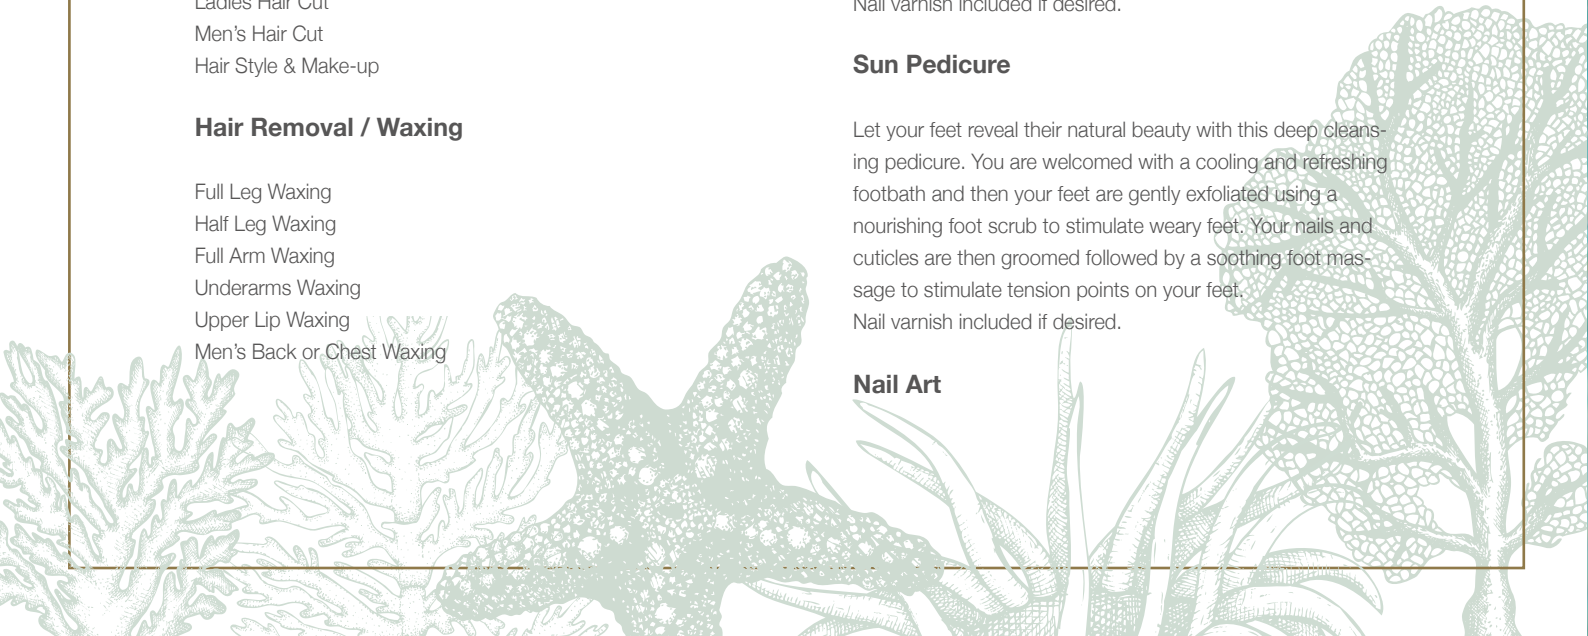 Ladies Hair Cut
Men's Hair Cut
Hair Style & Make-up
Hair Removal / Waxing
Full Leg Waxing
Half Leg Waxing
Full Arm Waxing
Underarms Waxing
Upper Lip Waxing
Men's Back or Chest Waxing
Nail varnish included if desired.
Sun Pedicure
Let your feet reveal their natural beauty with this deep cleans-
ing pedicure. You are welcomed with a cooling and refreshing
footbath and then your feet are gently exfoliated using a
nourishing foot scrub to stimulate weary feet. Your nails and
cuticles are then groomed followed by a soothing foot mas-
sage to stimulate tension points on your feet.
Nail varnish included if desired.
Nail Art